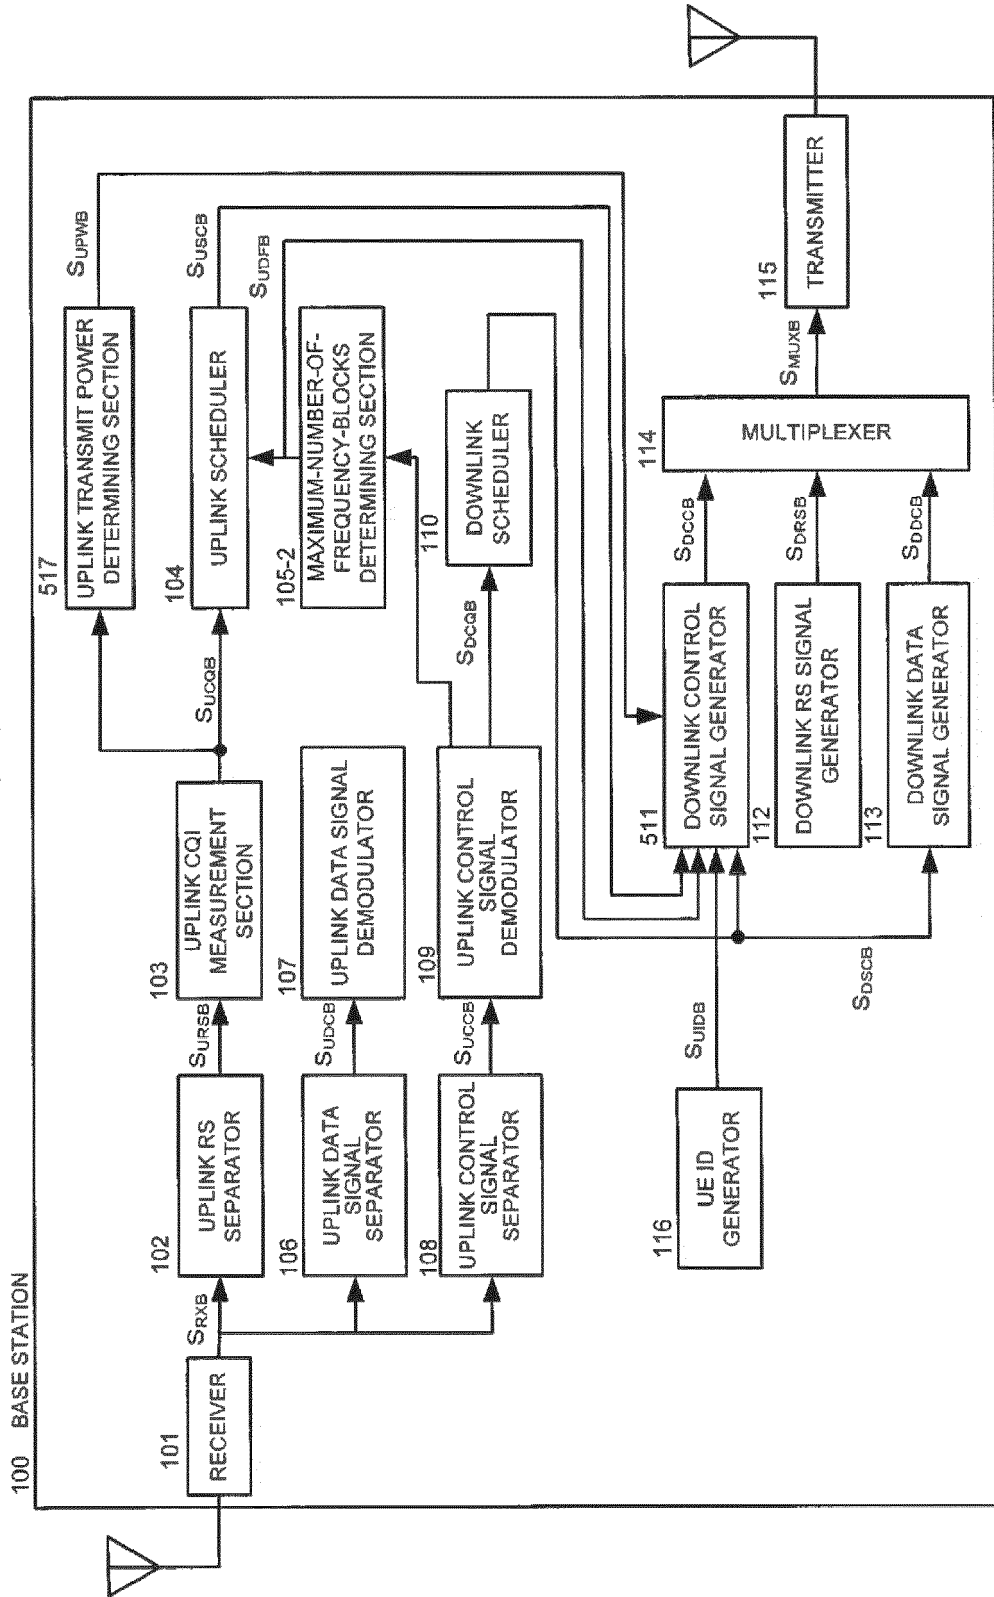 100 BASE STATION
101
RECEIVER
SRXB
102
UPLINK RS
SEPARATOR
SURSB
103
UPLINK CQI
MEASUREMENT
SECTION
SUCQB
517
UPLINK TRANSMIT POWER
DETERMINING SECTION
SUPWB
104
UPLINK SCHEDULER
SUSCB
SUDFB
105-2
MAXIMUM-NUMBER-OF-
FREQUENCY-BLOCKS
DETERMINING SECTION
106
UPLINK DATA
SIGNAL
SEPARATOR
SUDCB
107
UPLINK DATA SIGNAL
DEMODULATOR
108
UPLINK CONTROL
SIGNAL
SEPARATOR
SUCCB
109
UPLINK CONTROL
SIGNAL
DEMODULATOR
SDCQB
110
DOWNLINK
SCHEDULER
116
UE ID
GENERATOR
SUIDB
SDSCB
511
DOWNLINK CONTROL
SIGNAL GENERATOR
SDCCB
112
DOWNLINK RS SIGNAL
GENERATOR
SDRSB
113
DOWNLINK DATA
SIGNAL GENERATOR
SDDCB
114
MULTIPLEXER
SMUXB
115
TRANSMITTER